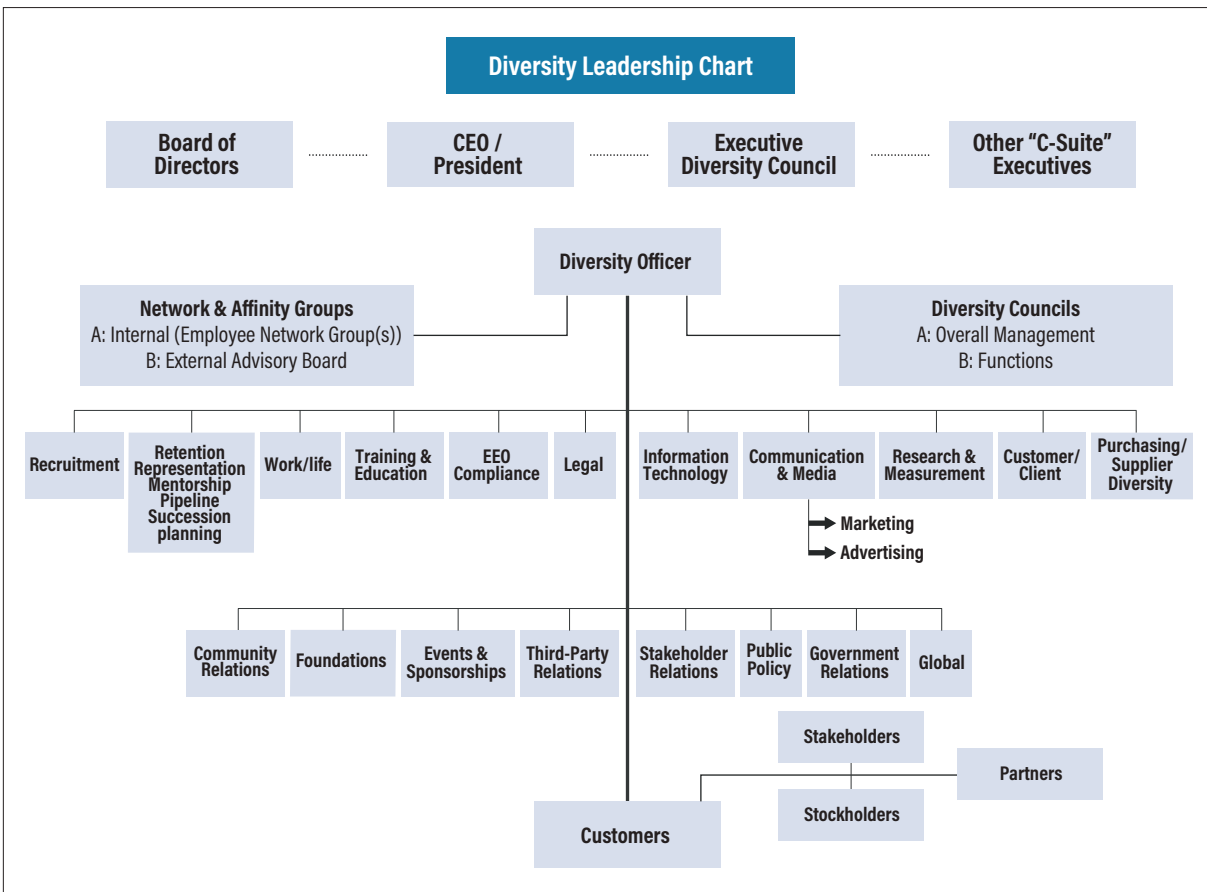 Diversity Leadership Chart
Board of
Directors
CEO /
President
Executive
Diversity Council
Other “C-Suite”
Executives
Diversity Officer
Network & Affinity Groups
A: Internal (Employee Network Group(s))
B: External Advisory Board
Diversity Councils
A: Overall Management
B: Functions
Recruitment
Retention
Representation
Mentorship
Pipeline
Succession
planning
Work/life
Training &
Education
EEO
Compliance
Legal
Information
Technology
Communication
& Media
Research &
Measurement
Customer/
Client
Purchasing/
Supplier
Diversity
Marketing
Advertising
Community
Relations
Foundations
Events &
Sponsorships
Third-Party
Relations
Stakeholder
Relations
Public
Policy
Government
Relations
Global
Stakeholders
Partners
Stockholders
Customers